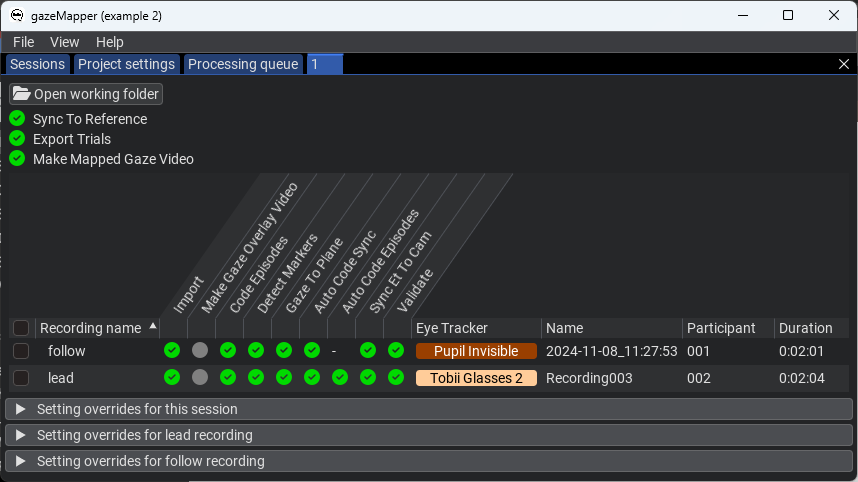 gazeMapper (example 2)
File View Help
Sessions Project settings Processing queue 1
Open working folder
Sync To Reference
Export Trials
Make Mapped Gaze Video
Import
Make Gaze Overlay Video
Code Episodes
Detect Markers
Gaze To Plane
Auto Code Sync
Auto Code Episodes
Sync Et To Cam
Validate
Recording name Eye Tracker Name Participant Duration
follow - Pupil Invisible 2024-11-08_11:27:53 001 0:02:01
lead Tobii Glasses 2 Recording003 002 0:02:04
Setting overrides for this session
Setting overrides for lead recording
Setting overrides for follow recording